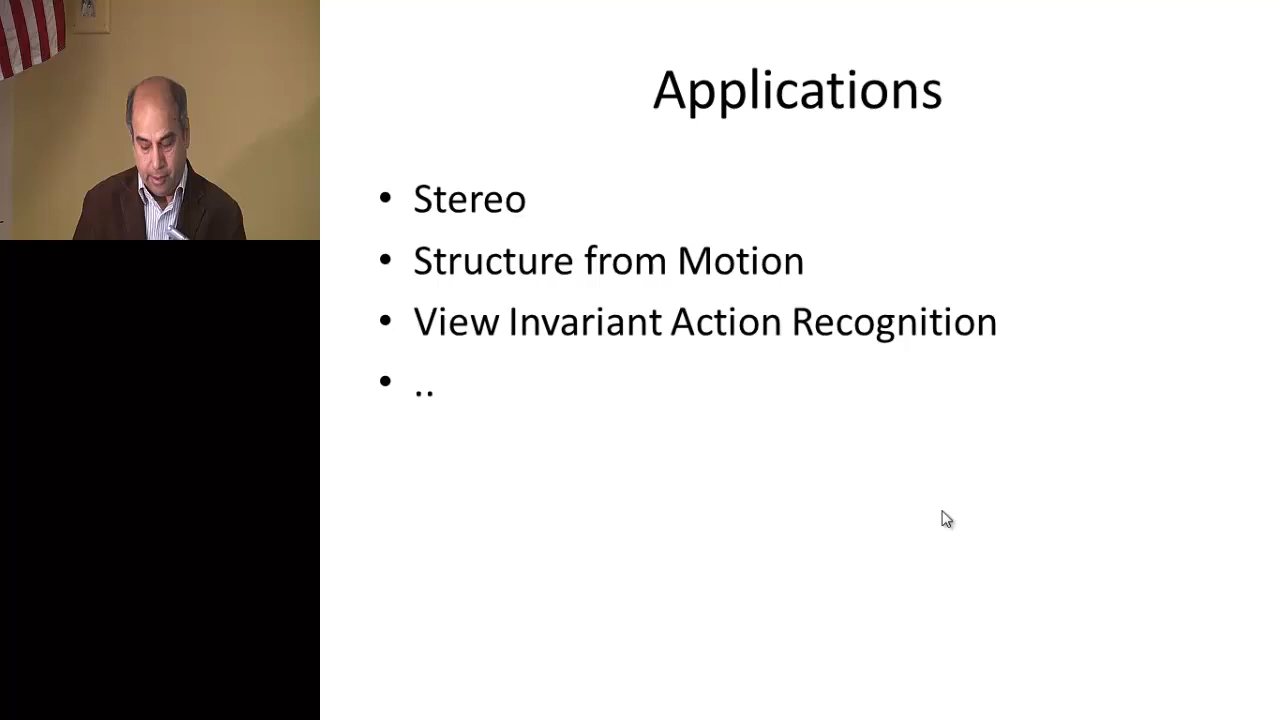 Applications
• Stereo
• Structure from Motion
• View Invariant Action Recognition
• ..